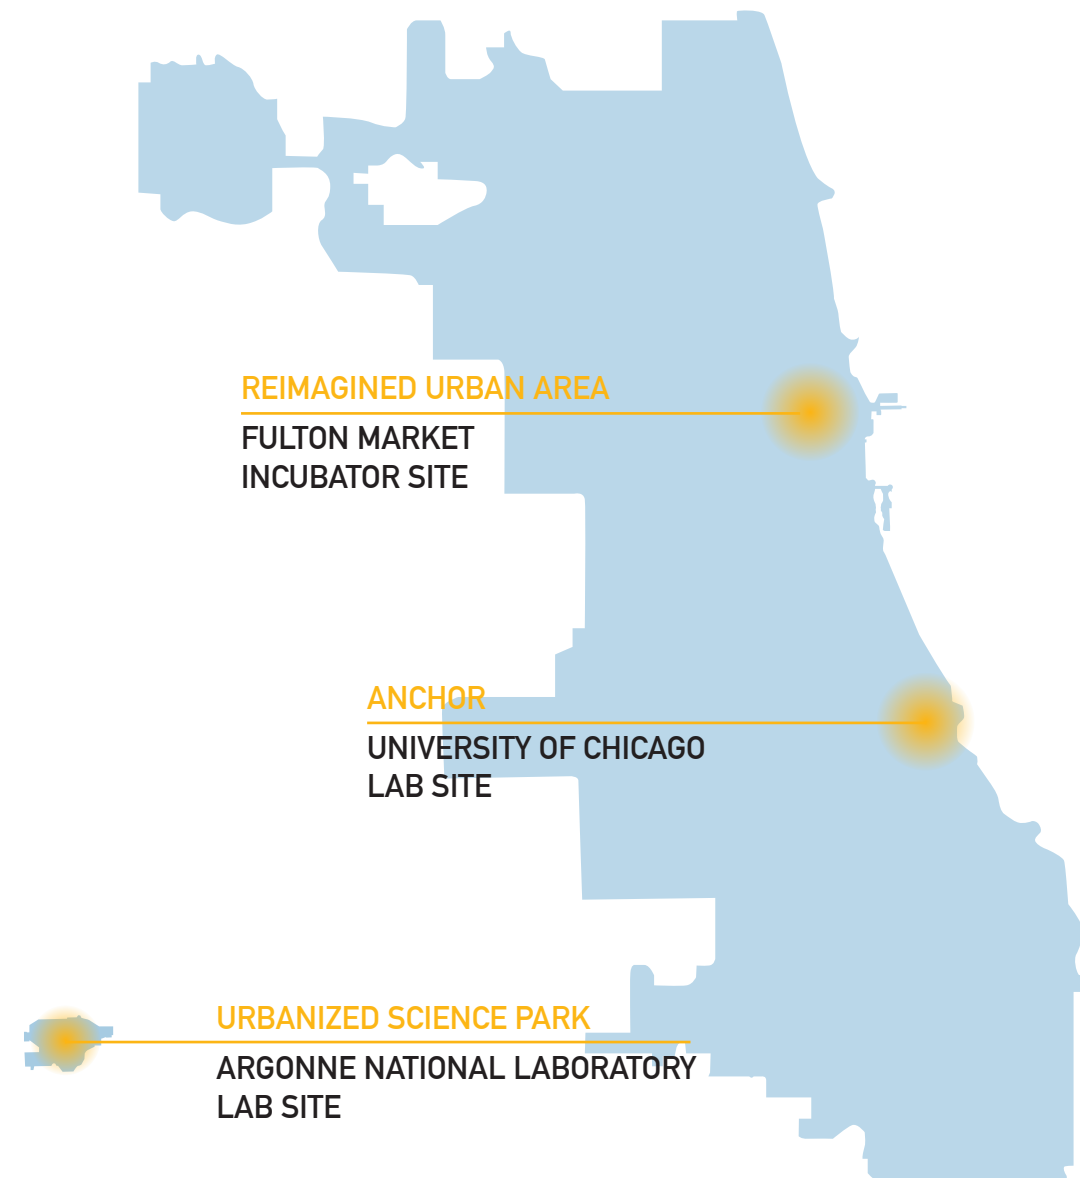 REIMAGINED URBAN AREA
FULTON MARKET
INCUBATOR SITE
ANCHOR
UNIVERSITY OF CHICAGO
LAB SITE
URBANIZED SCIENCE PARK
ARGONNE NATIONAL LABORATORY
LAB SITE